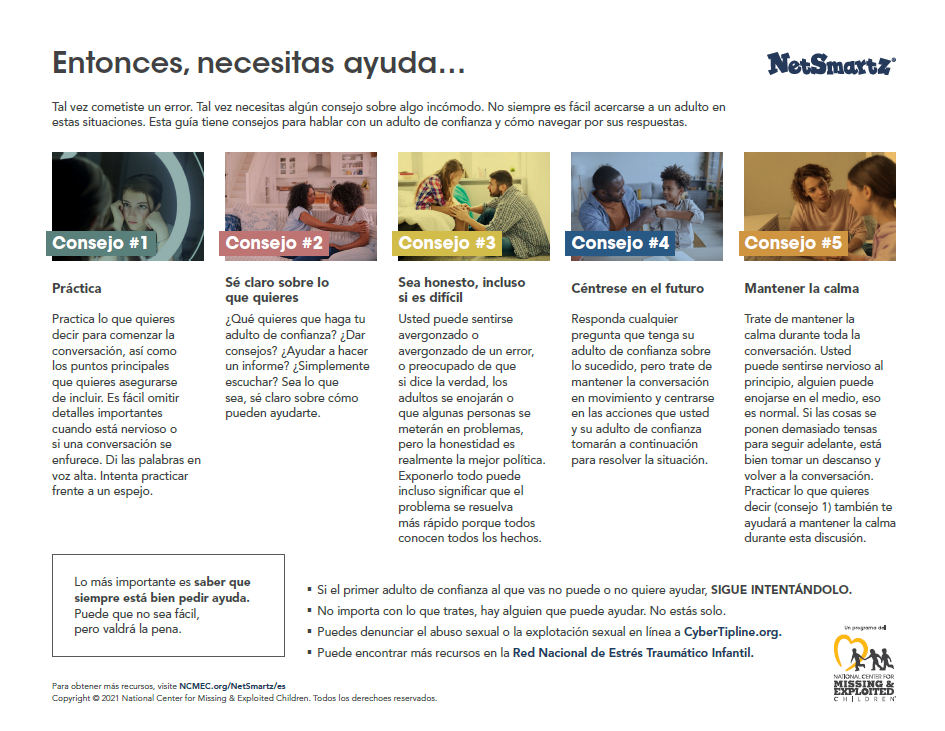 Entonces, necesitas ayuda...
NetSmartz®
Tal vez cometiste un error. Tal vez necesitas algún consejo sobre algo incómodo. No siempre es fácil acercarse a un adulto en
estas situaciones. Esta guía tiene consejos para hablar con un adulto de confianza y cómo navegar por sus respuestas.
Consejo #1
Práctica
Practica lo que quieres
decir para comenzar la
conversación, así como
los puntos principales
que quieres asegurarse
de incluir. Es fácil omitir
detalles importantes
cuando está nervioso o
si una conversación se
enfurece. Di las palabras en
voz alta. Intenta practicar
frente a un espejo.
Consejo #2
Sé claro sobre lo
que quieres
¿Qué quieres que haga tu
adulto de confianza? ¿Dar
consejos? ¿Ayudar a hacer
un informe? ¿Simplemente
escuchar? Sea lo que
sea, sé claro sobre cómo
pueden ayudarte.
Consejo #3
Sea honesto, incluso
si es difícil
Usted puede sentirse
avergonzado o
avergonzado de un error,
o preocupado de que
si dice la verdad, los
adultos se enojarán o
que algunas personas se
meterán en problemas,
pero la honestidad es
realmente la mejor política.
Exponerlo todo puede
incluso significar que el
problema se resuelva
más rápido porque todos
conocen todos los hechos.
Consejo #4
Céntrese en el futuro
Responda cualquier
pregunta que tenga su
adulto de confianza sobre
lo sucedido, pero trate de
mantener la conversación
en movimiento y centrarse
en las acciones que usted
y su adulto de confianza
tomarán a continuación
para resolver la situación.
Consejo #5
Mantener la calma
Trate de mantener la
calma durante toda la
conversación. Usted
puede sentirse nervioso al
principio, alguien puede
enojarse en el medio, eso
es normal. Si las cosas se
ponen demasiado tensas
para seguir adelante, está
bien tomar un descanso y
volver a la conversación.
Practicar lo que quieres
decir (consejo 1) también te
ayudará a mantener la calma
durante esta discusión.
Lo más importante es saber que
siempre está bien pedir ayuda.
Puede que no sea fácil,
pero valdrá la pena.
▪ Si el primer adulto de confianza al que vas no puede o no quiere ayudar, SIGUE INTENTÁNDOLO.
▪ No importa con lo que trates, hay alguien que puede ayudar. No estás solo.
▪ Puedes denunciar el abuso sexual o la explotación sexual en línea a CyberTipline.org.
▪ Puede encontrar más recursos en la Red Nacional de Estrés Traumático Infantil.
Un programa del
NATIONAL CENTER FOR
MISSING &
EXPLOITED
CHILDREN®
Para obtener más recursos, visite NCMEC.org/NetSmartz/es
Copyright © 2021 National Center for Missing & Exploited Children. Todos los derechoes reservados.